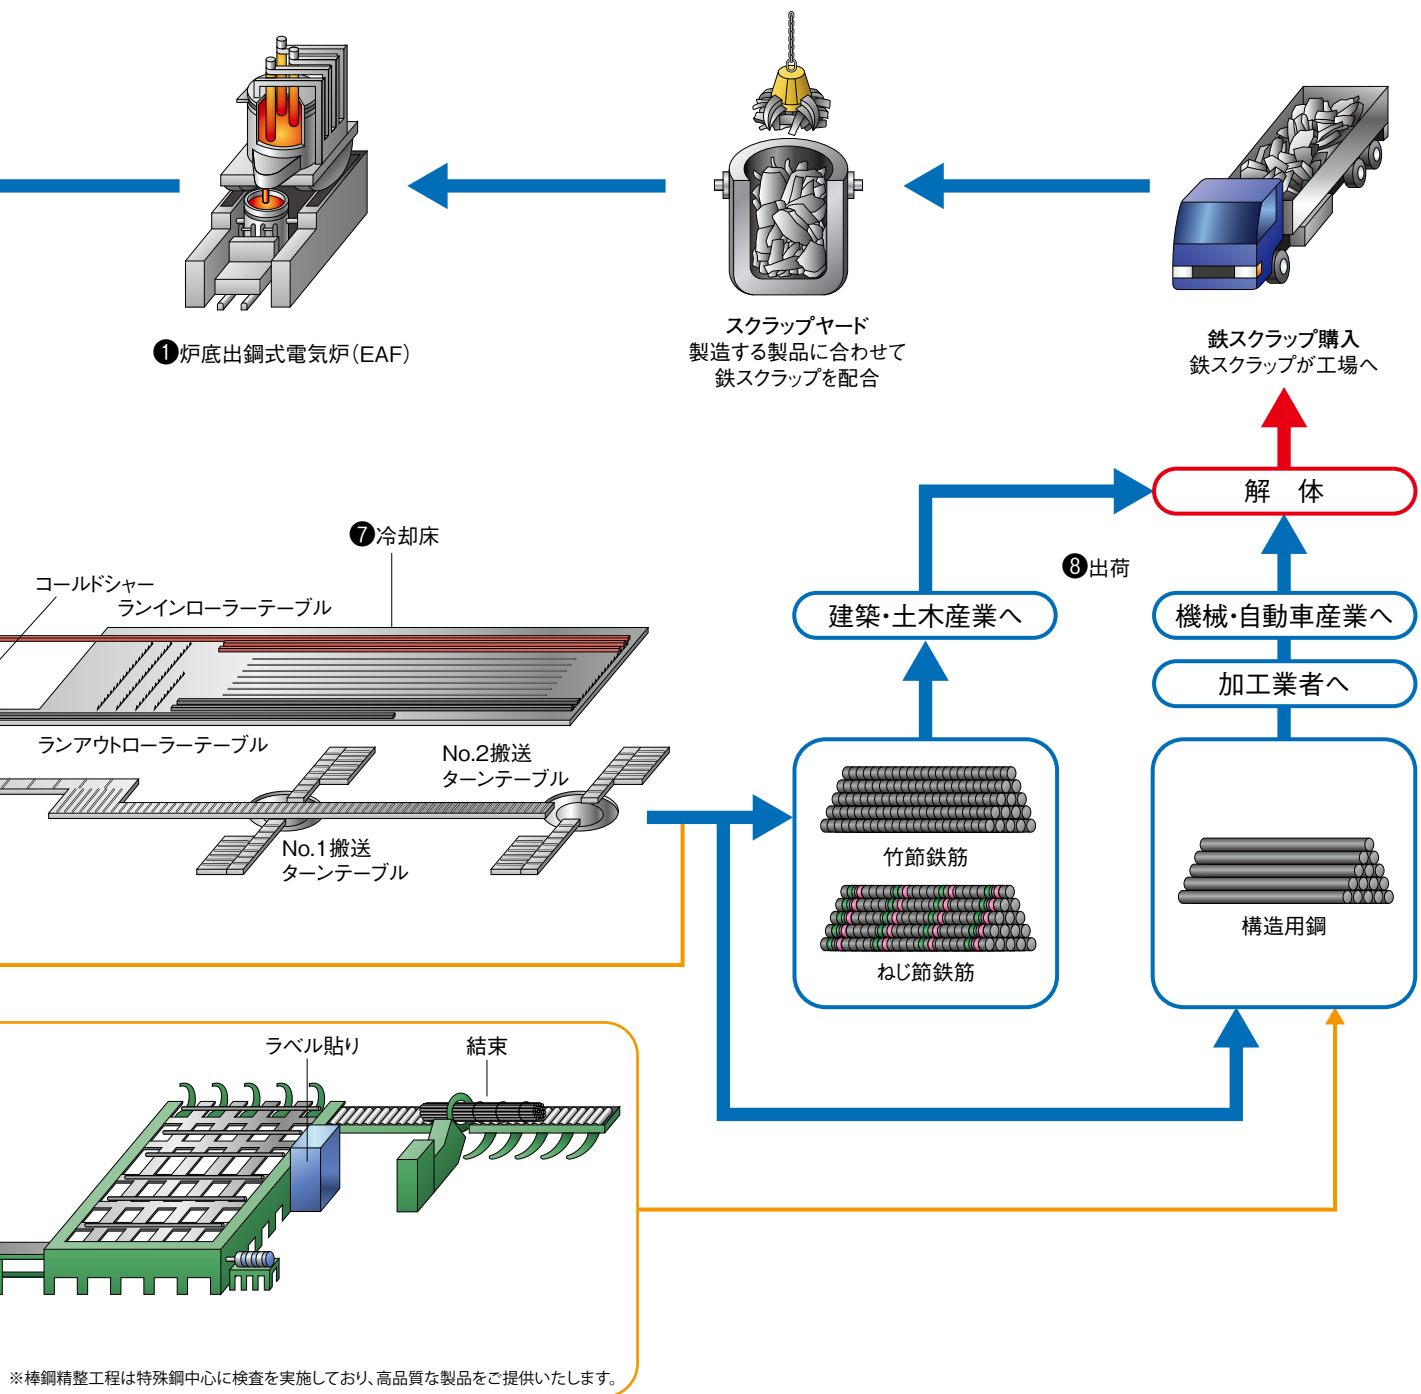 ❶炉底出鋼式電気炉（EAF）
スクラップヤード
製造する製品に合わせて
鉄スクラップを配合
鉄スクラップ購入
鉄スクラップが工場へ
解　体
❼冷却床
コールドシャー
ランインローラーテーブル
❽出荷
建築・土木産業へ
機械・自動車産業へ
加工業者へ
ランアウトローラーテーブル
No.2搬送
ターンテーブル
No.1搬送
ターンテーブル
竹節鉄筋
ねじ節鉄筋
構造用鋼
ラベル貼り
結束
※棒鋼精整工程は特殊鋼中心に検査を実施しており、高品質な製品をご提供いたします。